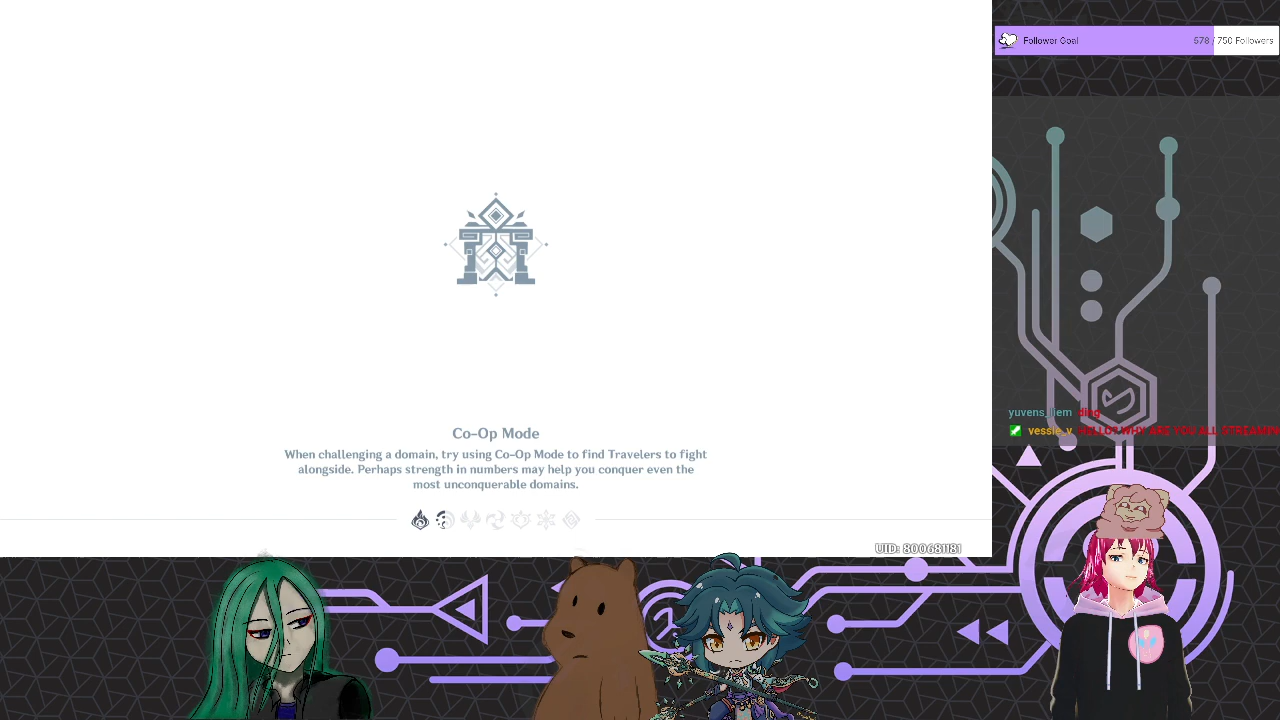 Follower Goal
578 / 750 Followers
yuvens_liem ding
vessie_v HELLO? WHY ARE YOU ALL STREAMIN
Co-Op Mode
When challenging a domain, try using Co-Op Mode to find Travelers to fight
alongside. Perhaps strength in numbers may help you conquer even the
most unconquerable domains.
UID: 800681181